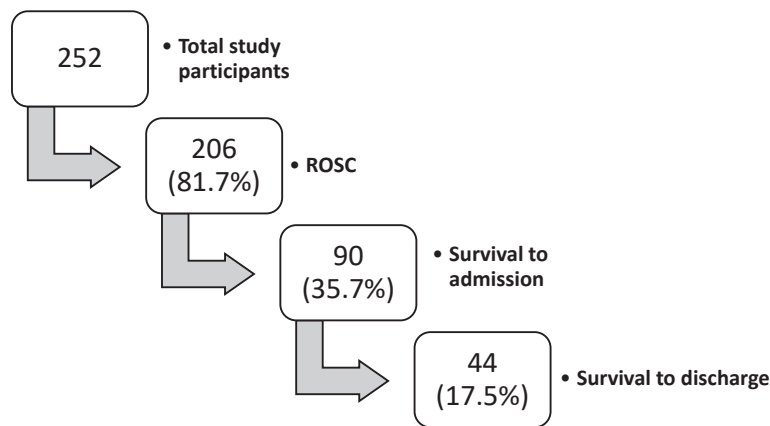 252
• Total study
participants
206
(81.7%)
• ROSC
90
(35.7%)
• Survival to
admission
44
(17.5%)
• Survival to discharge